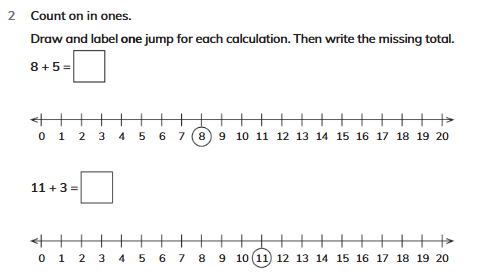 2 Count on in ones.
Draw and label one jump for each calculation. Then write the missing total.
8 + 5 =
0 1 2 3 4 5 6 7 8 9 10 11 12 13 14 15 16 17 18 19 20
11 + 3 =
0 1 2 3 4 5 6 7 8 9 10 11 12 13 14 15 16 17 18 19 20